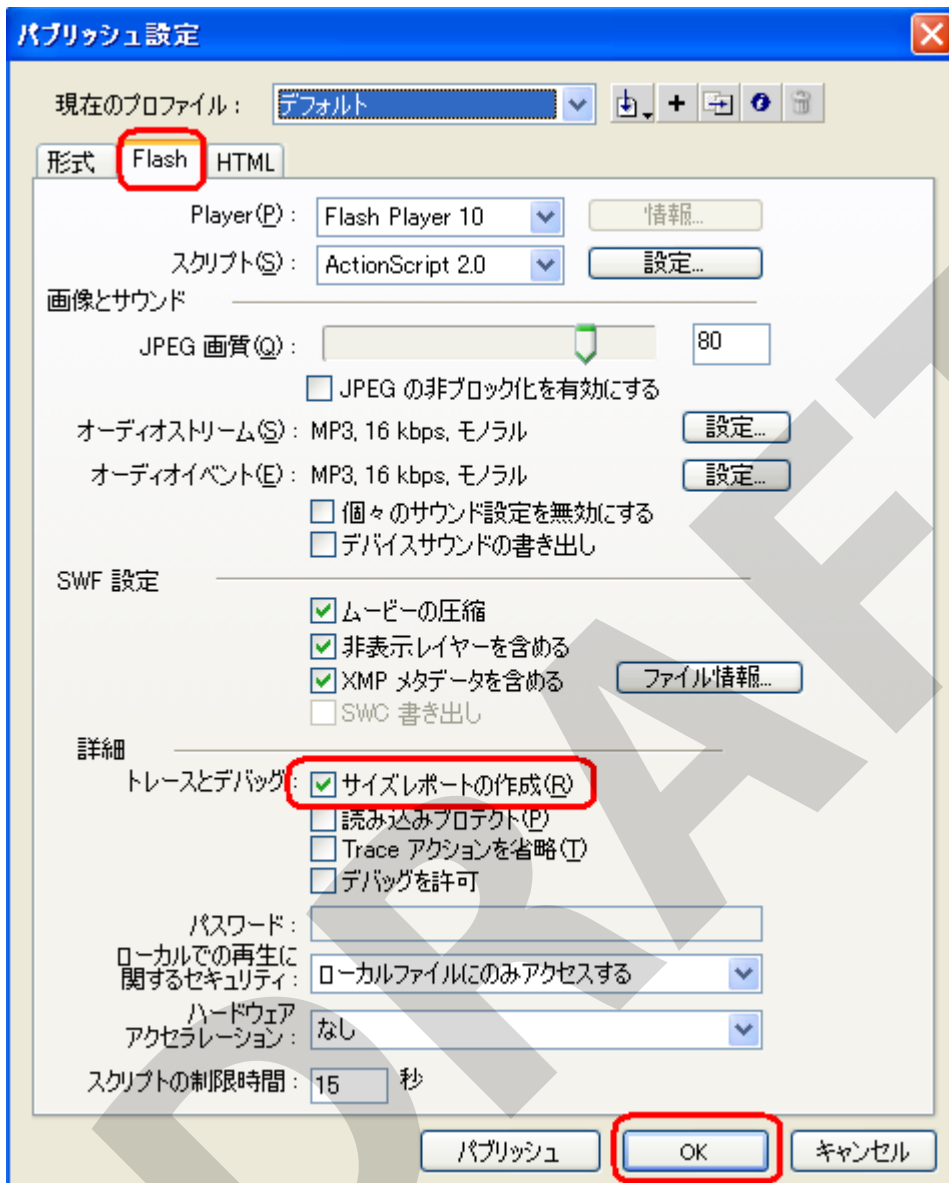 パブリッシュ設定
現在のプロファイル： デフォルト
形式 Flash HTML
Player(P)： Flash Player 10 情報...
スクリプト(S)： ActionScript 2.0 設定...
画像とサウンド
JPEG 画質(Q)： 80
JPEG の非ブロック化を有効にする
オーディオストリーム(S)： MP3, 16 kbps, モノラル 設定...
オーディオイベント(E)： MP3, 16 kbps, モノラル 設定...
個々のサウンド設定を無効にする
デバイスサウンドの書き出し
SWF 設定
ムービーの圧縮
非表示レイヤーを含める
XMP メタデータを含める ファイル情報...
SWC 書き出し
詳細
トレースとデバッグ： サイズレポートの作成(R)
読み込みプロテクト(P)
Trace アクションを省略(T)
デバッグを許可
パスワード：
ローカルでの再生に
関するセキュリティ： ローカルファイルにのみアクセスする
ハードウェア
アクセラレーション： なし
スクリプトの制限時間： 15 秒
パブリッシュ OK キャンセル
DRAFT